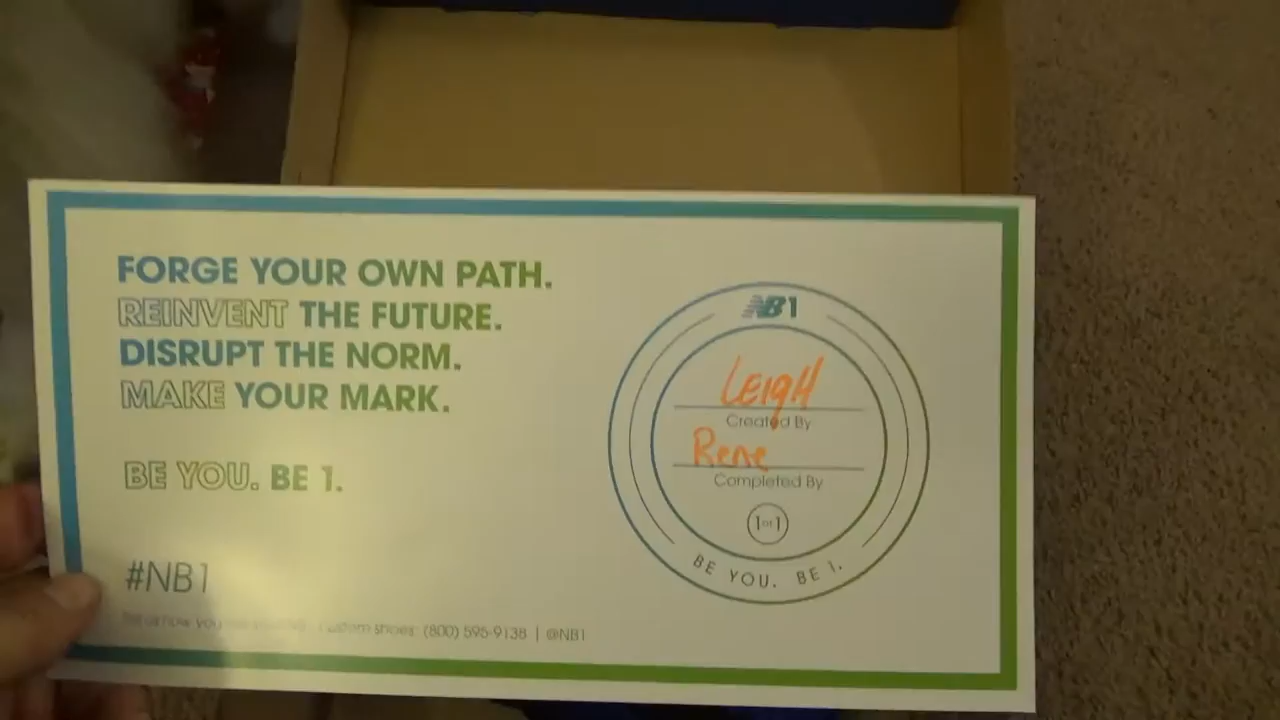 FORGE YOUR OWN PATH.
REINVENT THE FUTURE.
DISRUPT THE NORM.
MAKE YOUR MARK.
BE YOU. BE 1.
#NB1
custom shoes: (800) 595-9138 | @NB1
NB1
LEIGH
Created By
Rene
Completed By
1 of 1
BE YOU. BE 1.